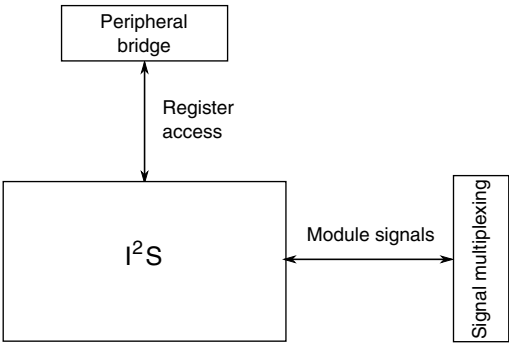 Peripheral
bridge
Register
access
I²S
Module signals
Signal multiplexing